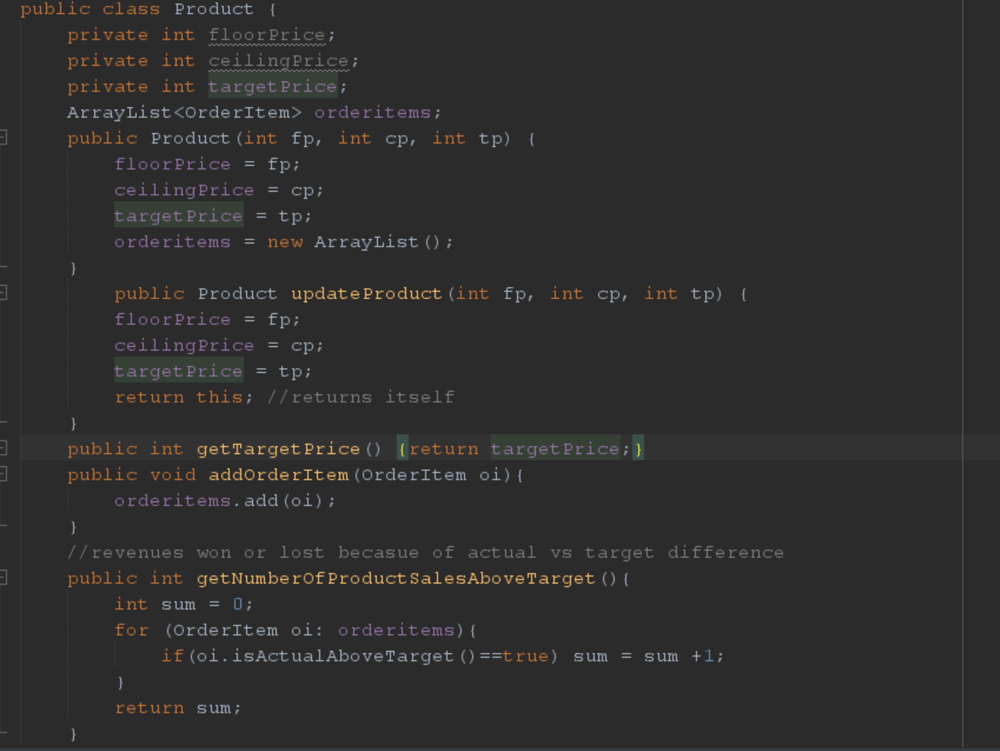 public class Product {
    private int floorPrice;
    private int ceilingPrice;
    private int targetPrice;
    ArrayList<OrderItem> orderitems;
    public Product(int fp, int cp, int tp) {
        floorPrice = fp;
        ceilingPrice = cp;
        targetPrice = tp;
        orderitems = new ArrayList();
    }
        public Product updateProduct(int fp, int cp, int tp) {
        floorPrice = fp;
        ceilingPrice = cp;
        targetPrice = tp;
        return this; //returns itself
    }
    public int getTargetPrice() {return targetPrice;}
    public void addOrderItem(OrderItem oi){
        orderitems.add(oi);
    }
    //revenues won or lost becasue of actual vs target difference
    public int getNumberOfProductSalesAboveTarget(){
        int sum = 0;
        for (OrderItem oi: orderitems){
            if(oi.isActualAboveTarget()==true) sum = sum +1;
        }
        return sum;
    }